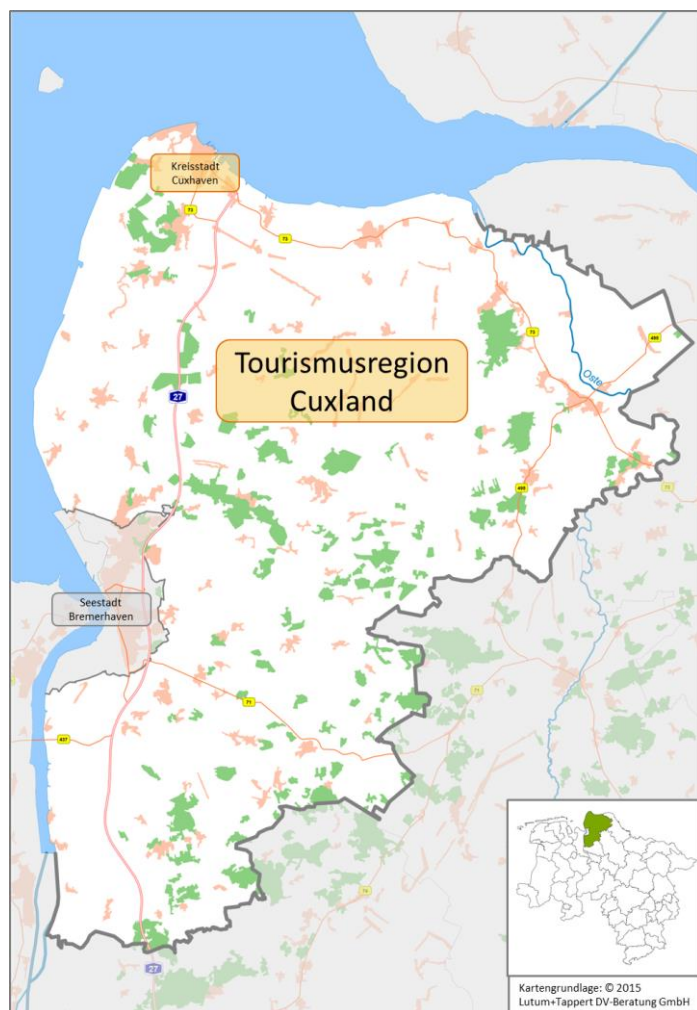 Kreisstadt
Cuxhaven
73
73
Tourismusregion
Cuxland
73
495
27
Oste
495
Seestadt
Bremerhaven
71
71
437
27
Kartengrundlage: © 2015
Lutum+Tappert DV-Beratung GmbH